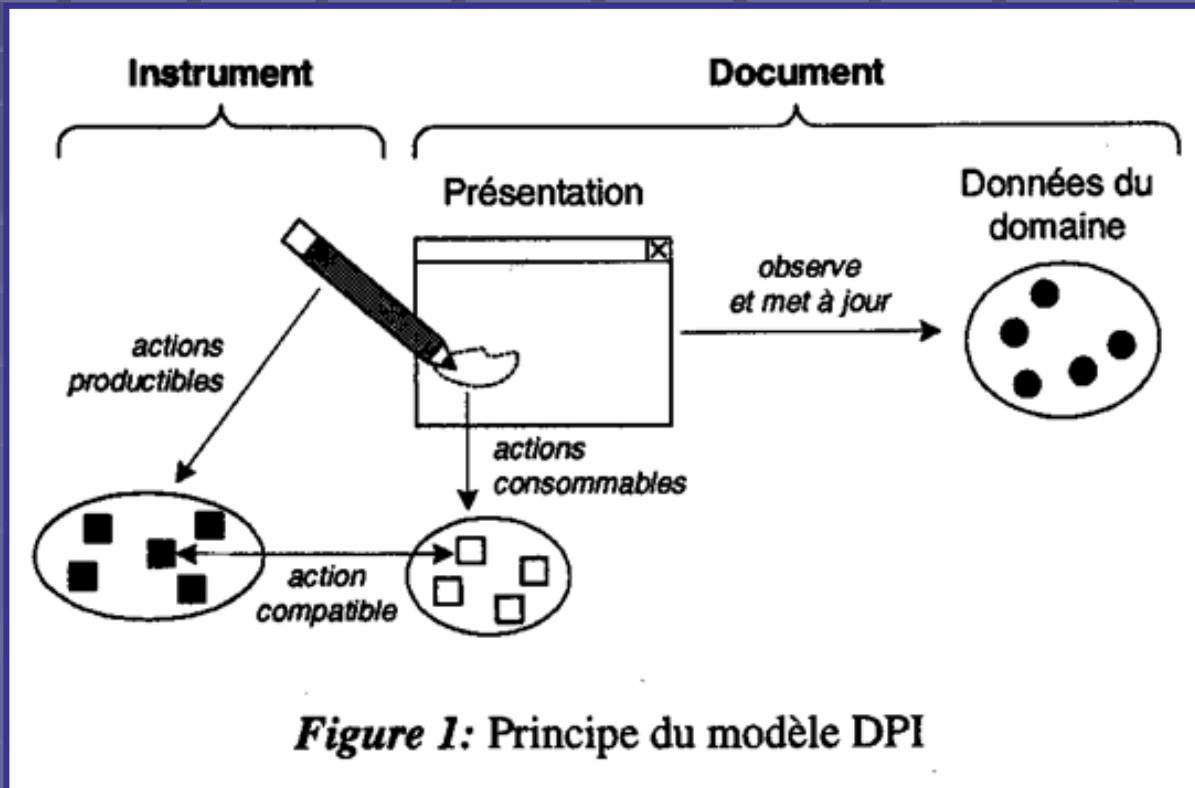 Instrument
Document
Présentation
Données du
domaine
observe
et met à jour
actions
productibles
actions
consommables
action
compatible
Figure 1: Principe du modèle DPI